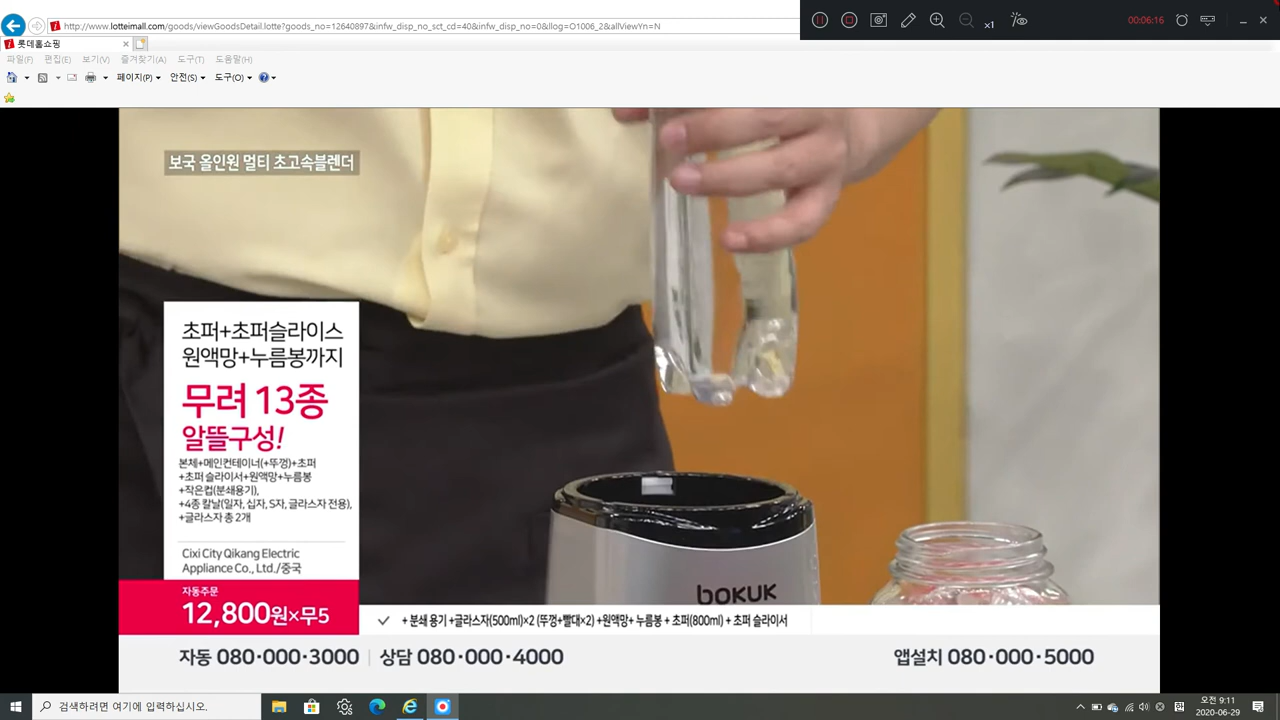 http://www.lotteimall.com/goods/viewGoodsDetail.lotte?goods_no=12640897&infw_disp_no_sct_cd=40&infw_disp_no=0&llog=O1006_2&allViewYn=N
x1
00:06:16
롯데홈쇼핑
파일(F) 편집(E) 보기(V) 즐겨찾기(A) 도구(T) 도움말(H)
페이지(P) 안전(S) 도구(O)
보국 올인원 멀티 초고속블렌더
초퍼+초퍼슬라이스
원액망+누름봉까지
무려 13종
알뜰구성!
본체+메인컨테이너(+뚜껑)+초퍼
+초퍼 슬라이서+원액망+누름봉
+작은컵(분쇄용기),
+4종 칼날(일자, 십자, S자, 글라스자 전용),
+글라스자 총 2개
Cixi City Qikang Electric
Appliance Co., Ltd./중국
자동주문
12,800원×무5
bokuk
+ 분쇄 용기 +글라스자(500ml)×2 (뚜껑+빨대×2) +원액망+ 누름봉 + 초퍼(800ml) + 초퍼 슬라이서
자동 080·000·3000 상담 080·000·4000 앱설치 080·000·5000
검색하려면 여기에 입력하십시오.
오전 9:11
2020-06-29